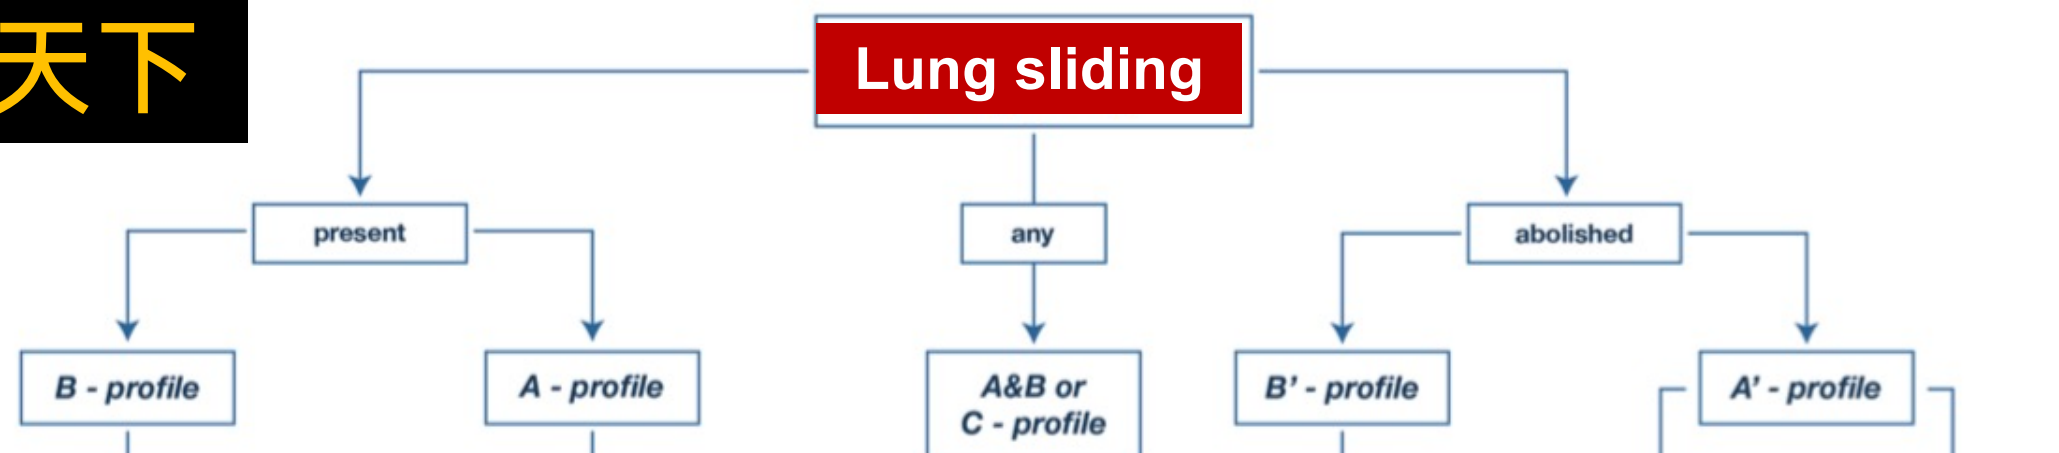 天下
Lung sliding
present
any
abolished
B - profile
A - profile
A&B or
C - profile
B’ - profile
A’ - profile